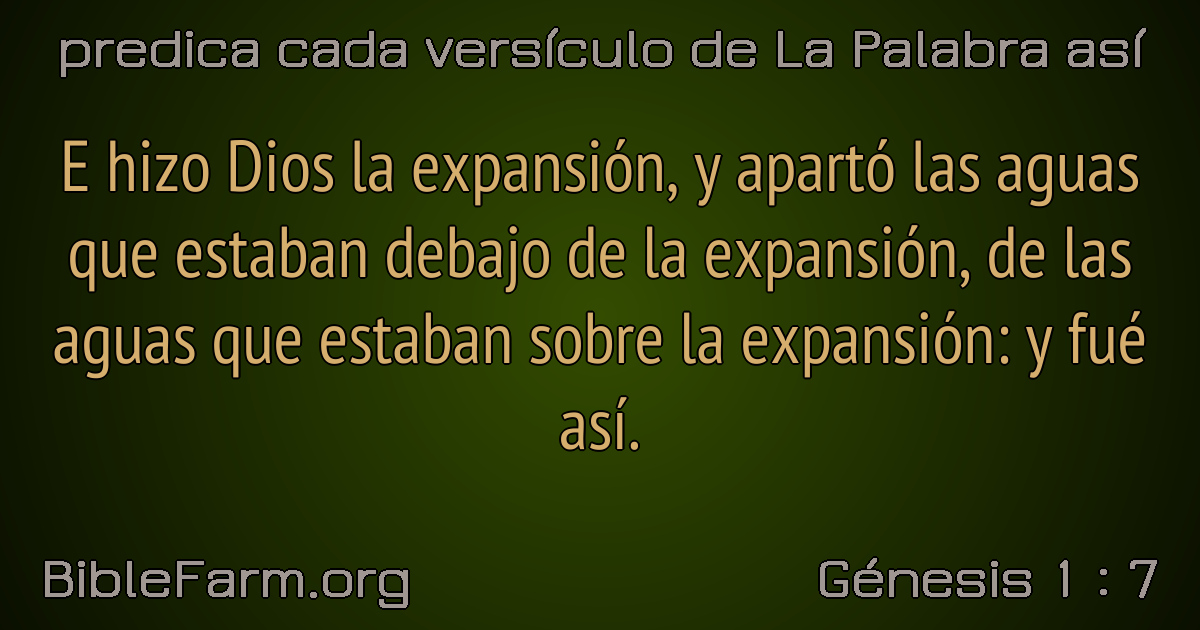 predica cada versículo de La Palabra así
E hizo Dios la expansión, y apartó las aguas
que estaban debajo de la expansión, de las
aguas que estaban sobre la expansión: y fué
así.
BibleFarm.org
Génesis 1 : 7